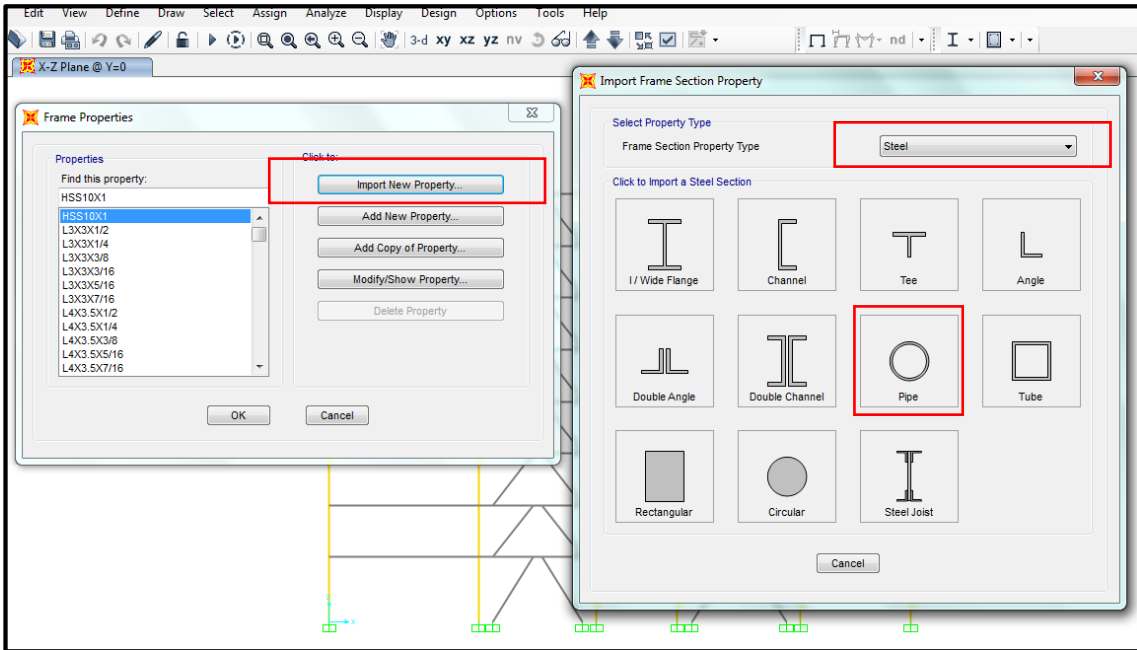 Edit View Define Draw Select Assign Analyze Display Design Options Tools Help
3-d xy xz yz nv nd
X-Z Plane @ Y=0
Frame Properties
Properties
Find this property:
HSS10X1
HSS10X1
L3X3X1/2
L3X3X1/4
L3X3X3/8
L3X3X3/16
L3X3X5/16
L3X3X7/16
L4X3.5X1/2
L4X3.5X1/4
L4X3.5X3/8
L4X3.5X5/16
L4X3.5X7/16
Click to:
Import New Property...
Add New Property...
Add Copy of Property...
Modify/Show Property...
Delete Property
OK Cancel
Import Frame Section Property
Select Property Type
Frame Section Property Type Steel
Click to Import a Steel Section
I / Wide Flange Channel Tee Angle
Double Angle Double Channel Pipe Tube
Rectangular Circular Steel Joist
Cancel
x